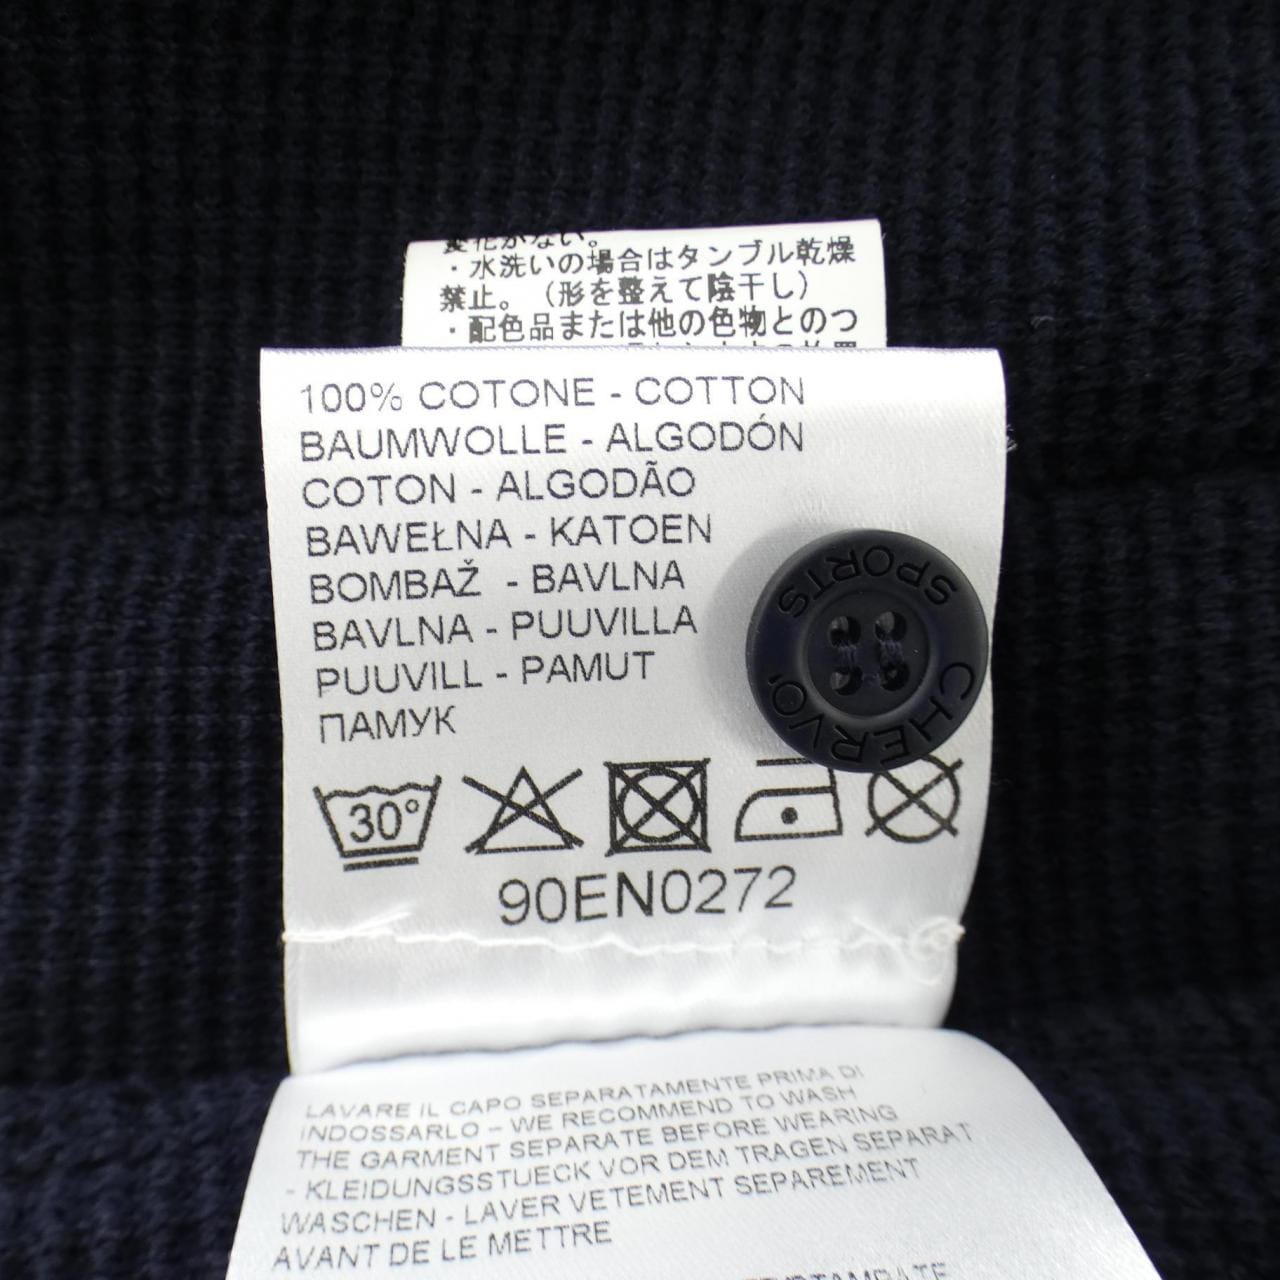 変化がない。
・水洗いの場合はタンブル乾燥
禁止。（形を整えて陰干し）
・配色品または他の色物とのつ
100% COTONE - COTTON
BAUMWOLLE - ALGODÓN
COTON - ALGODÃO
BAWEŁNA - KATOEN
BOMBAŽ - BAVLNA
BAVLNA - PUUVILLA
PUUVILL - PAMUT
ПАМУК
SPORTS
CHERVO'
30°
90EN0272
LAVARE IL CAPO SEPARATAMENTE PRIMA DI
INDOSSARLO – WE RECOMMEND TO WASH
THE GARMENT SEPARATE BEFORE WEARING
- KLEIDUNGSSTUECK VOR DEM TRAGEN SEPARAT
WASCHEN - LAVER VETEMENT SEPAREMENT
AVANT DE LE METTRE